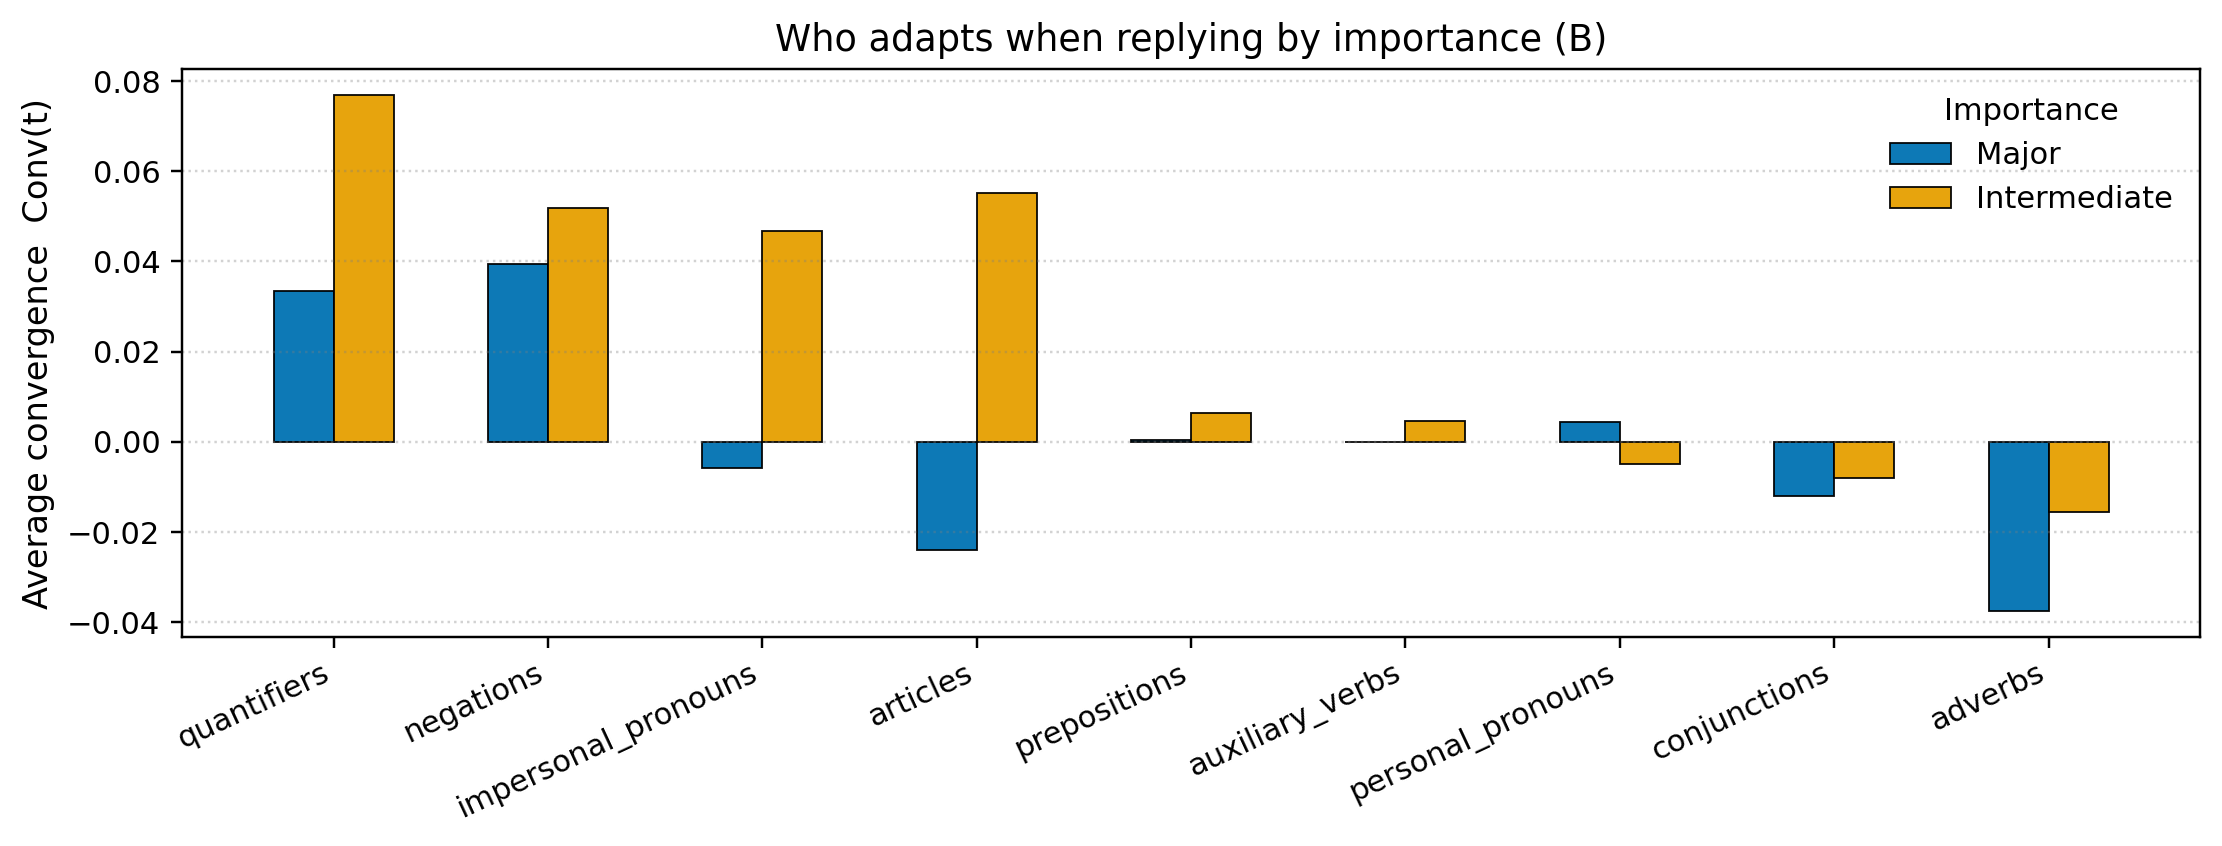 Who adapts when replying by importance (B)
Average convergence  Conv(t)
0.08
0.06
0.04
0.02
0.00
−0.02
−0.04
Importance
Major
Intermediate
quantifiers
negations
impersonal_pronouns
articles
prepositions
auxiliary_verbs
personal_pronouns
conjunctions
adverbs